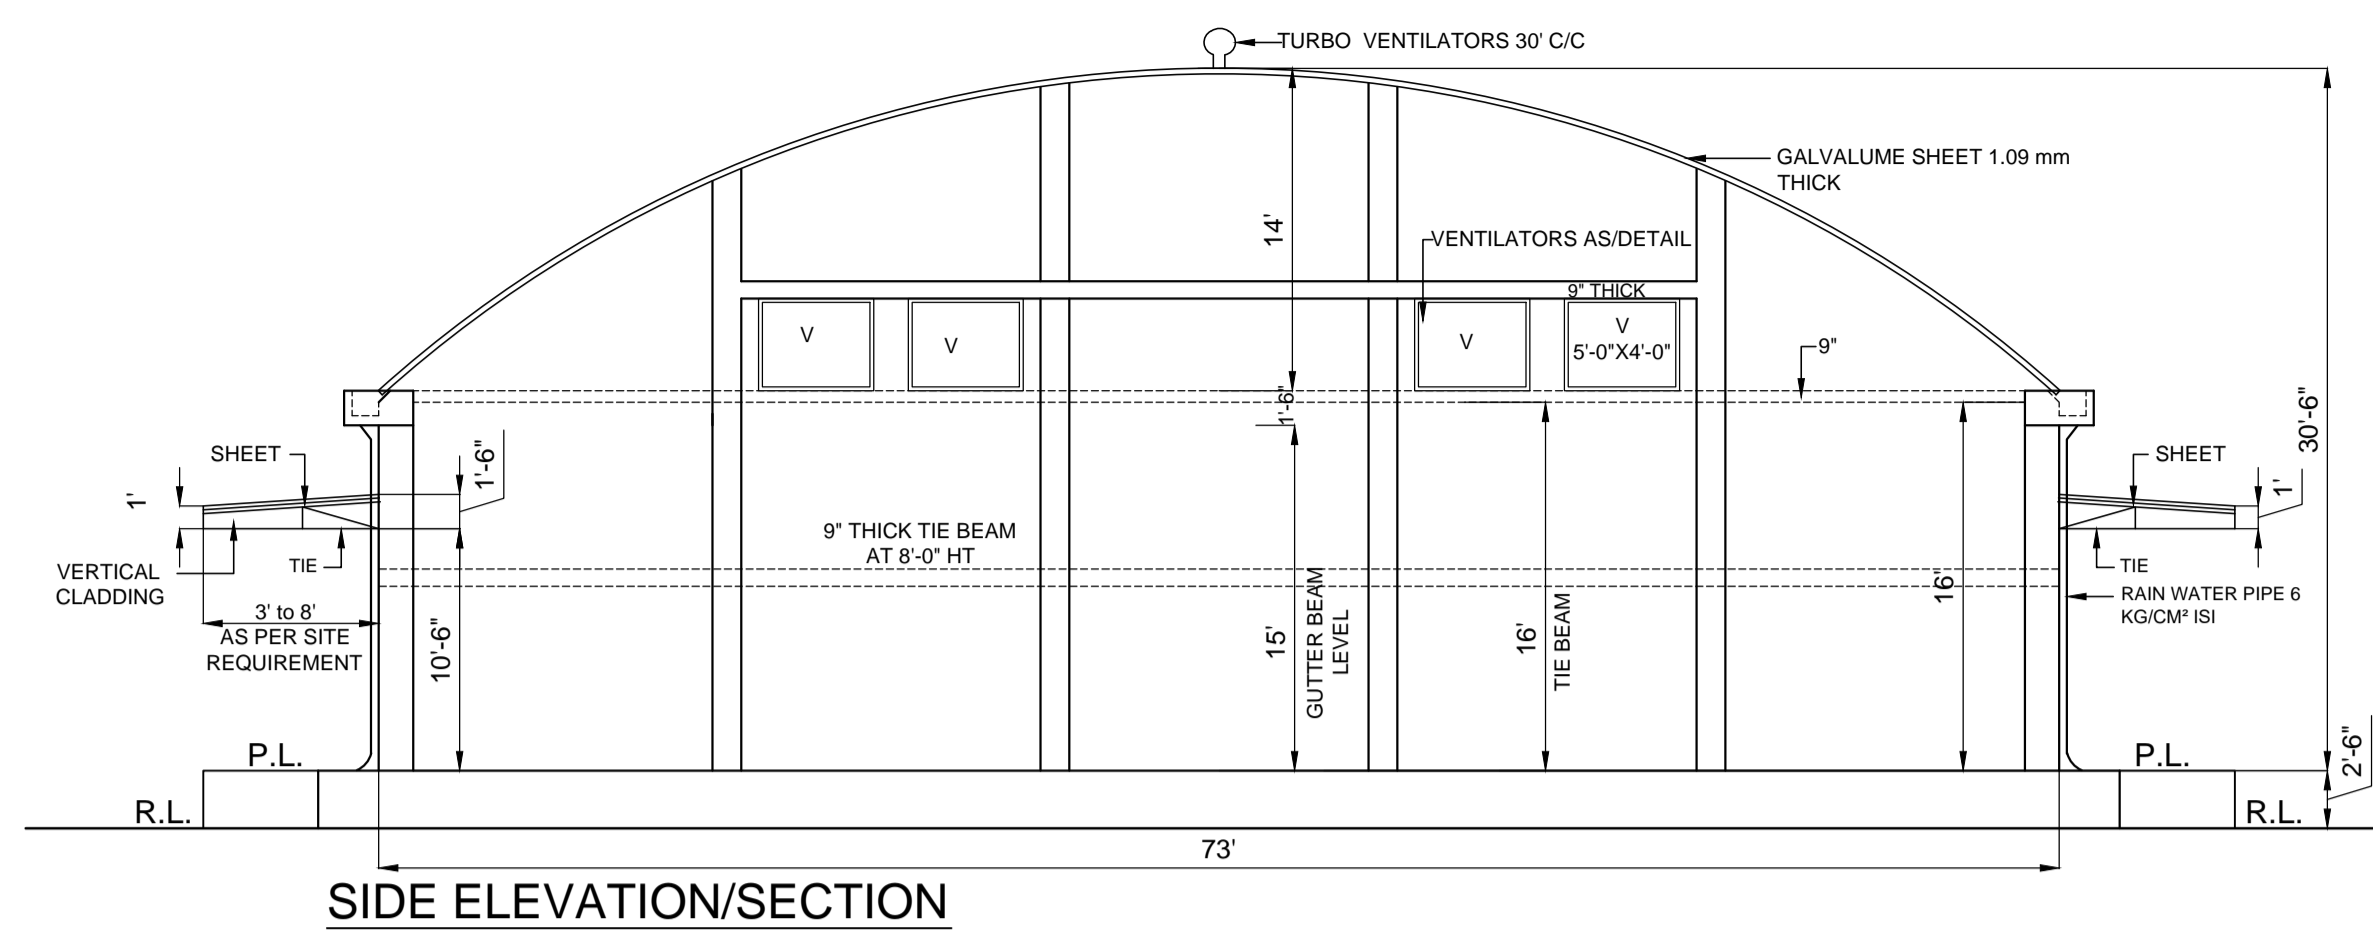 TURBO  VENTILATORS 30' C/C
GALVALUME SHEET 1.09 mm
THICK
14'
VENTILATORS AS/DETAIL
9" THICK
V
V
V
V
5'-0"X4'-0"
9"
1'-6"
30'-6"
SHEET
1'-6"
1'
SHEET
1'
9" THICK TIE BEAM
AT 8'-0" HT
VERTICAL
CLADDING
TIE
TIE
3' to 8'
AS PER SITE
REQUIREMENT
10'-6"
15'
GUTTER BEAM
LEVEL
16'
TIE BEAM
16'
RAIN WATER PIPE 6
KG/CM² ISI
P.L.
P.L.
2'-6"
R.L.
R.L.
73'
SIDE ELEVATION/SECTION